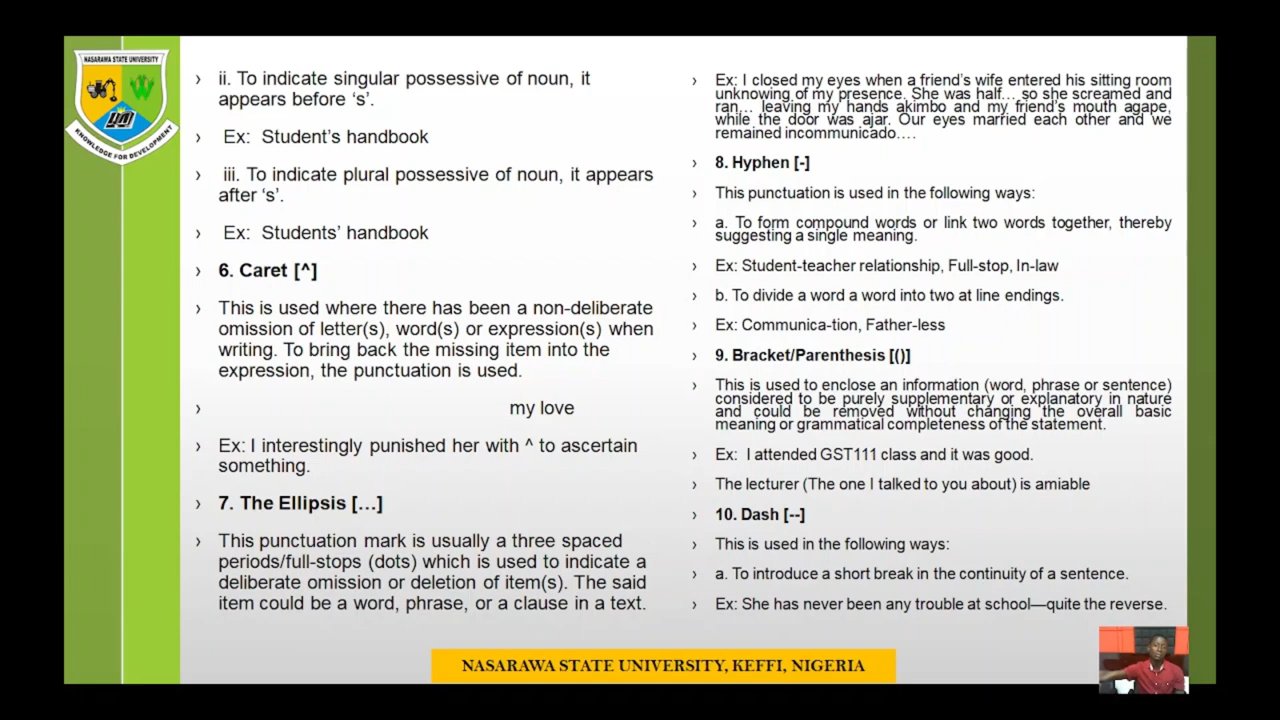 NASARAWA STATE UNIVERSITY
KNOWLEDGE FOR DEVELOPMENT
› ii. To indicate singular possessive of noun, it
appears before ‘s’.
› Ex: Student’s handbook
› iii. To indicate plural possessive of noun, it appears
after ‘s’.
› Ex: Students’ handbook
› 6. Caret [^]
› This is used where there has been a non-deliberate
omission of letter(s), word(s) or expression(s) when
writing. To bring back the missing item into the
expression, the punctuation is used.
› my love
› Ex: I interestingly punished her with ^ to ascertain
something.
› 7. The Ellipsis […]
› This punctuation mark is usually a three spaced
periods/full-stops (dots) which is used to indicate a
deliberate omission or deletion of item(s). The said
item could be a word, phrase, or a clause in a text.
› Ex: I closed my eyes when a friend’s wife entered his sitting room
unknowing of my presence. She was half… so she screamed and
ran… leaving my hands akimbo and my friend’s mouth agape,
while the door was ajar. Our eyes married each other and we
remained incommunicado….
› 8. Hyphen [-]
› This punctuation is used in the following ways:
› a. To form compound words or link two words together, thereby
suggesting a single meaning.
› Ex: Student-teacher relationship, Full-stop, In-law
› b. To divide a word a word into two at line endings.
› Ex: Communica-tion, Father-less
› 9. Bracket/Parenthesis [()]
› This is used to enclose an information (word, phrase or sentence)
considered to be purely supplementary or explanatory in nature
and could be removed without changing the overall basic
meaning or grammatical completeness of the statement.
› Ex: I attended GST111 class and it was good.
› The lecturer (The one I talked to you about) is amiable
› 10. Dash [--]
› This is used in the following ways:
› a. To introduce a short break in the continuity of a sentence.
› Ex: She has never been any trouble at school—quite the reverse.
NASARAWA STATE UNIVERSITY, KEFFI, NIGERIA